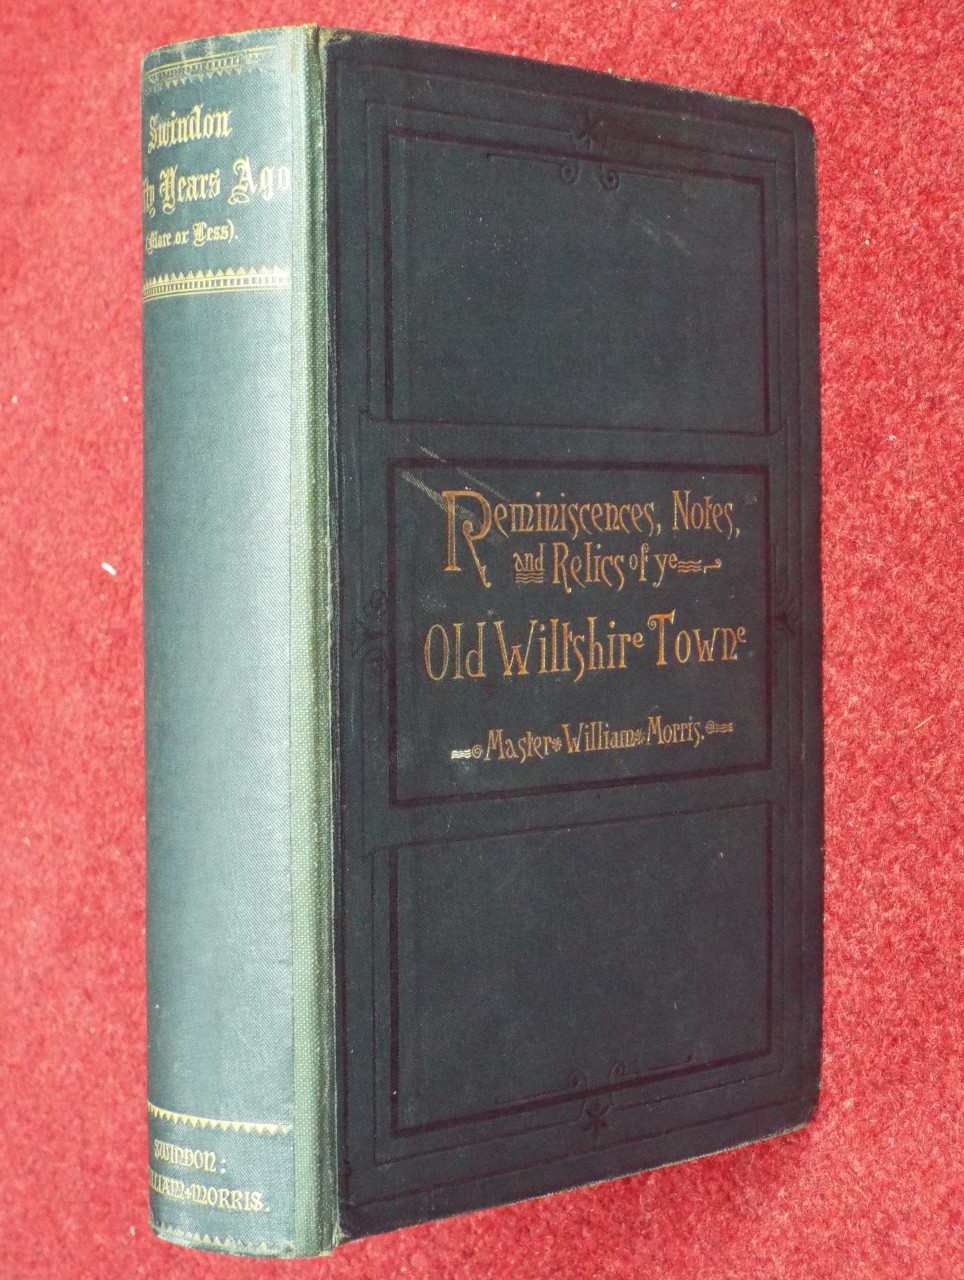 Swindon
Years Ago
(More or Less).
SWINDON:
MORRIS.
Reminiscences, Notes,
and Relics of ye
Old Wiltshire Towne
Master William Morris.